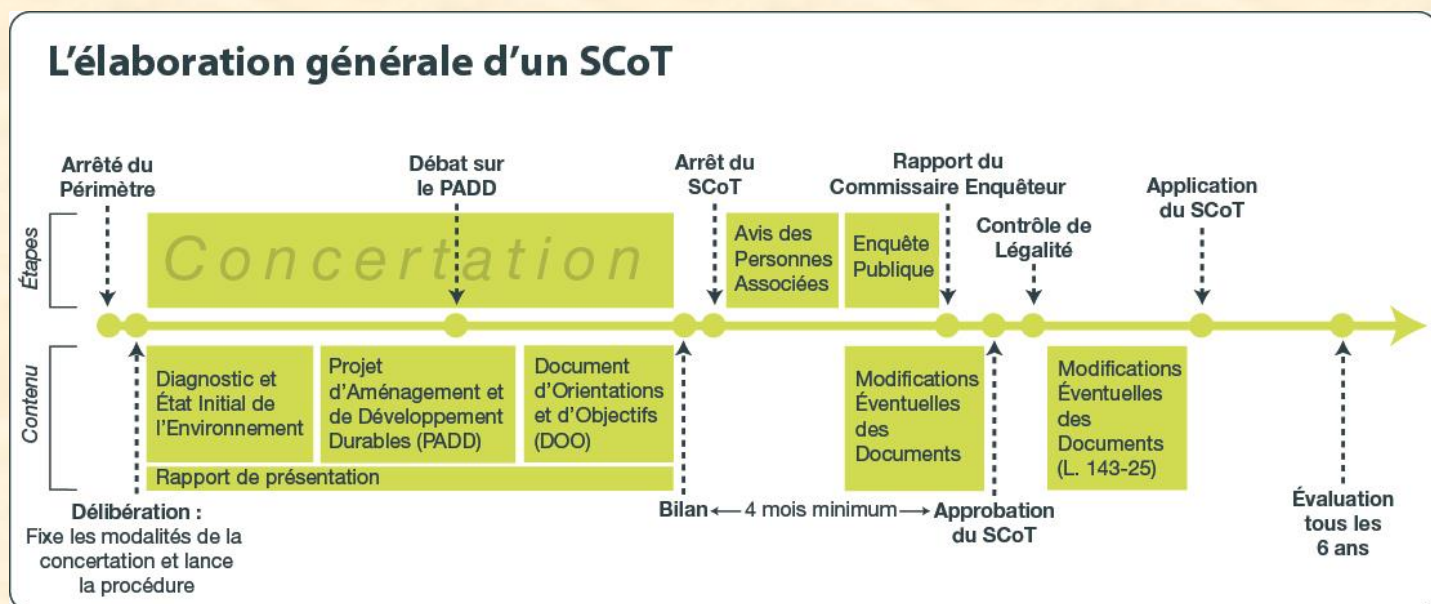 L'élaboration générale d'un SCoT
Arrêté du
Périmètre
Débat sur
le PADD
Arrêt du
SCoT
Rapport du
Commissaire Enquêteur
Contrôle de
Légalité
Application
du SCoT
Étapes
Concertation
Avis des
Personnes
Associées
Enquête
Publique
Contenu
Diagnostic et
État Initial de
l'Environnement
Projet
d'Aménagement et
de Développement
Durables (PADD)
Document
d'Orientations
et d'Objectifs
(DOO)
Rapport de présentation
Modifications
Éventuelles
des
Documents
Modifications
Éventuelles
des
Documents
(L. 143-25)
Délibération :
Fixe les modalités de la
concertation et lance
la procédure
Bilan
4 mois minimum
Approbation
du SCoT
Évaluation
tous les
6 ans